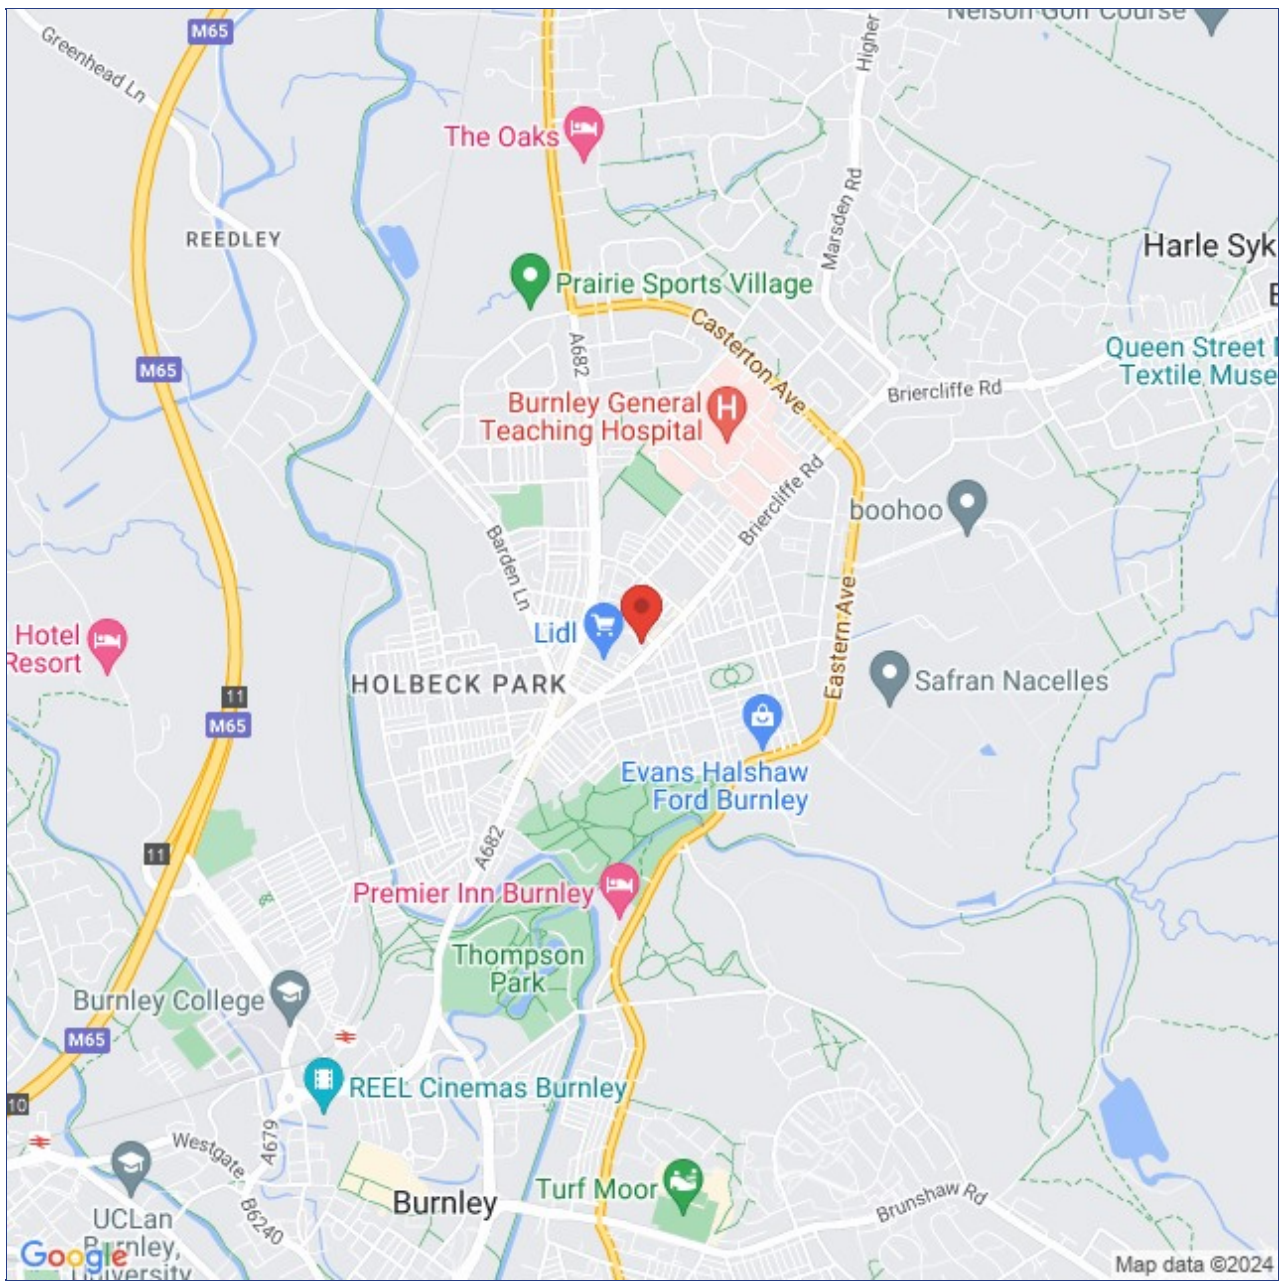 Nelson Golf Course
M65
Greenhead Ln
Higher
The Oaks
Marsden Rd
REEDLEY
Harle Syk
Prairie Sports Village
E
Casterton Ave
A682
Queen Street
Textile Muse
M65
Briercliffe Rd
Burnley General
Teaching Hospital
H
Briercliffe Rd
boohoo
Barden Ln
Eastern Ave
Hotel
Resort
Lidl
HOLBECK PARK
Safran Nacelles
11
M65
Evans Halshaw
Ford Burnley
A682
11
Premier Inn Burnley
Thompson
Park
Burnley College
M65
REEL Cinemas Burnley
10
Westgate
A679
Turf Moor
Burnley
Brunshaw Rd
B6240
UCLan
Burnley,
University
Google
Map data ©2024